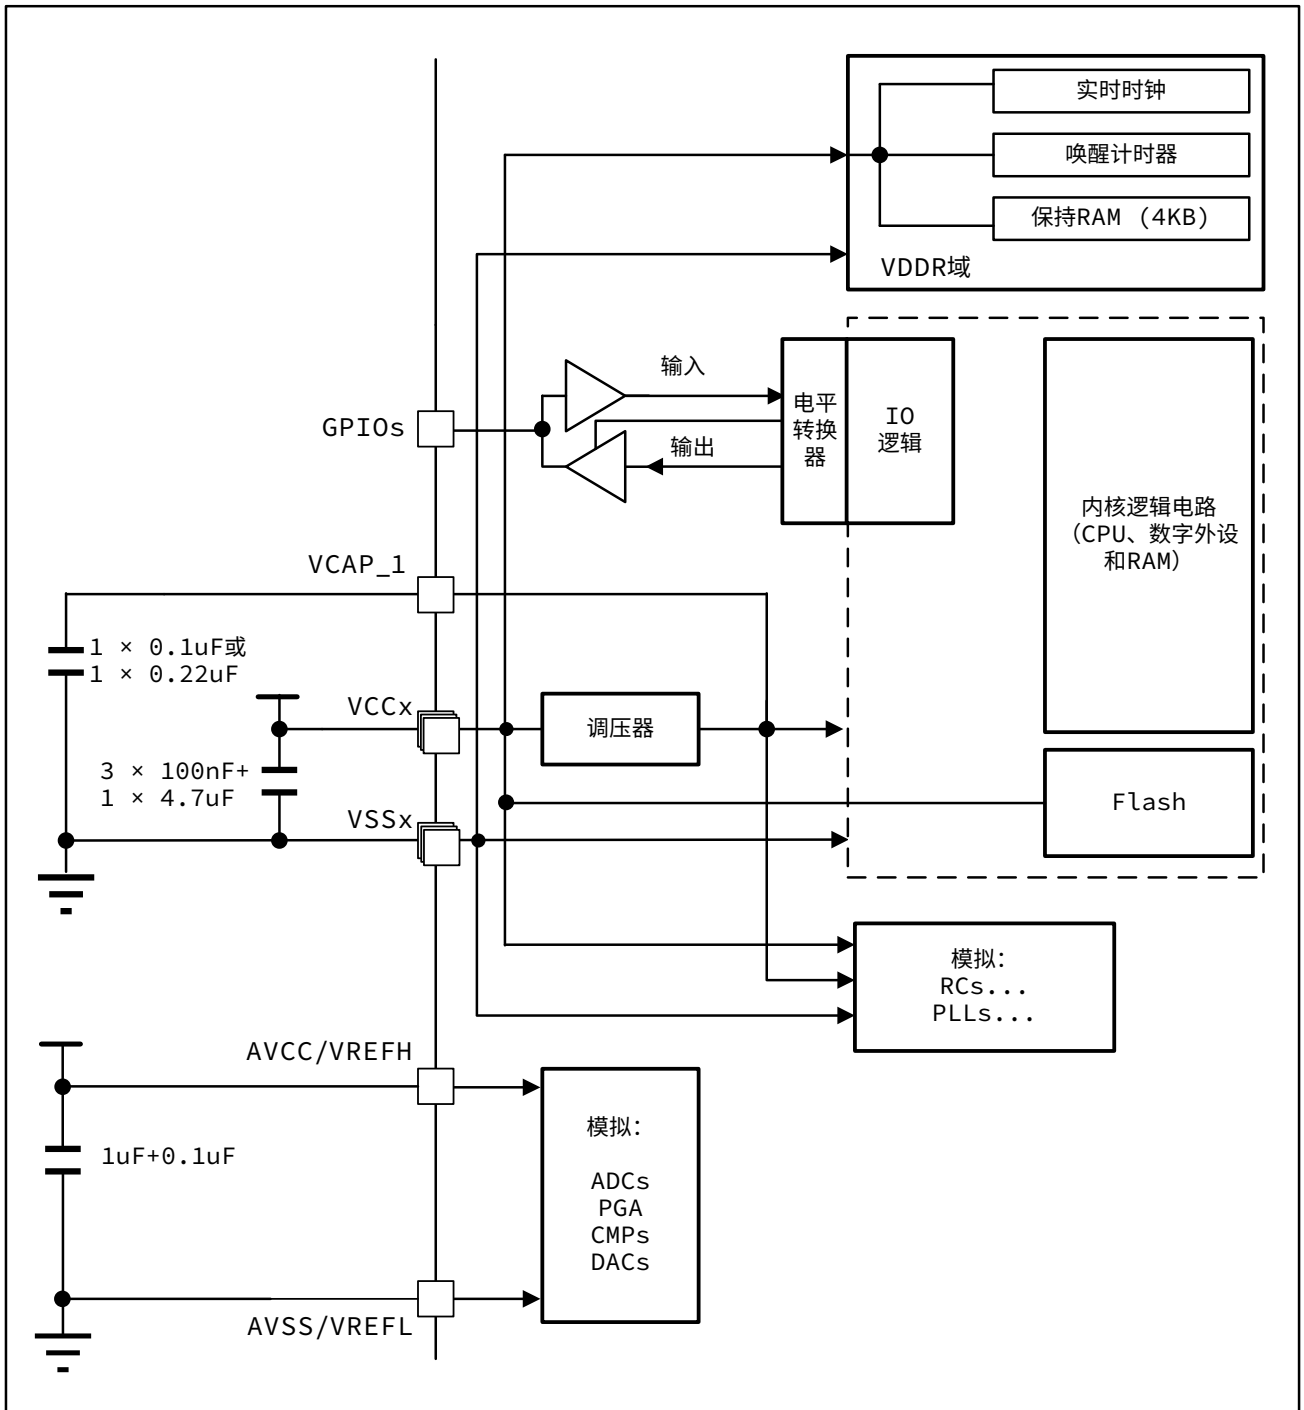 实时时钟
唤醒计时器
保持RAM (4KB)
VDDR域
GPIOs
输入
输出
电平
转换
器
IO
逻辑
内核逻辑电路
(CPU、数字外设
和RAM)
VCAP_1
1 × 0.1uF或
1 × 0.22uF
VCCx
调压器
3 × 100nF+
1 × 4.7uF
VSSx
Flash
模拟:
RCs...
PLLs...
AVCC/VREFH
1uF+0.1uF
模拟:
ADCs
PGA
CMPs
DACs
AVSS/VREFL